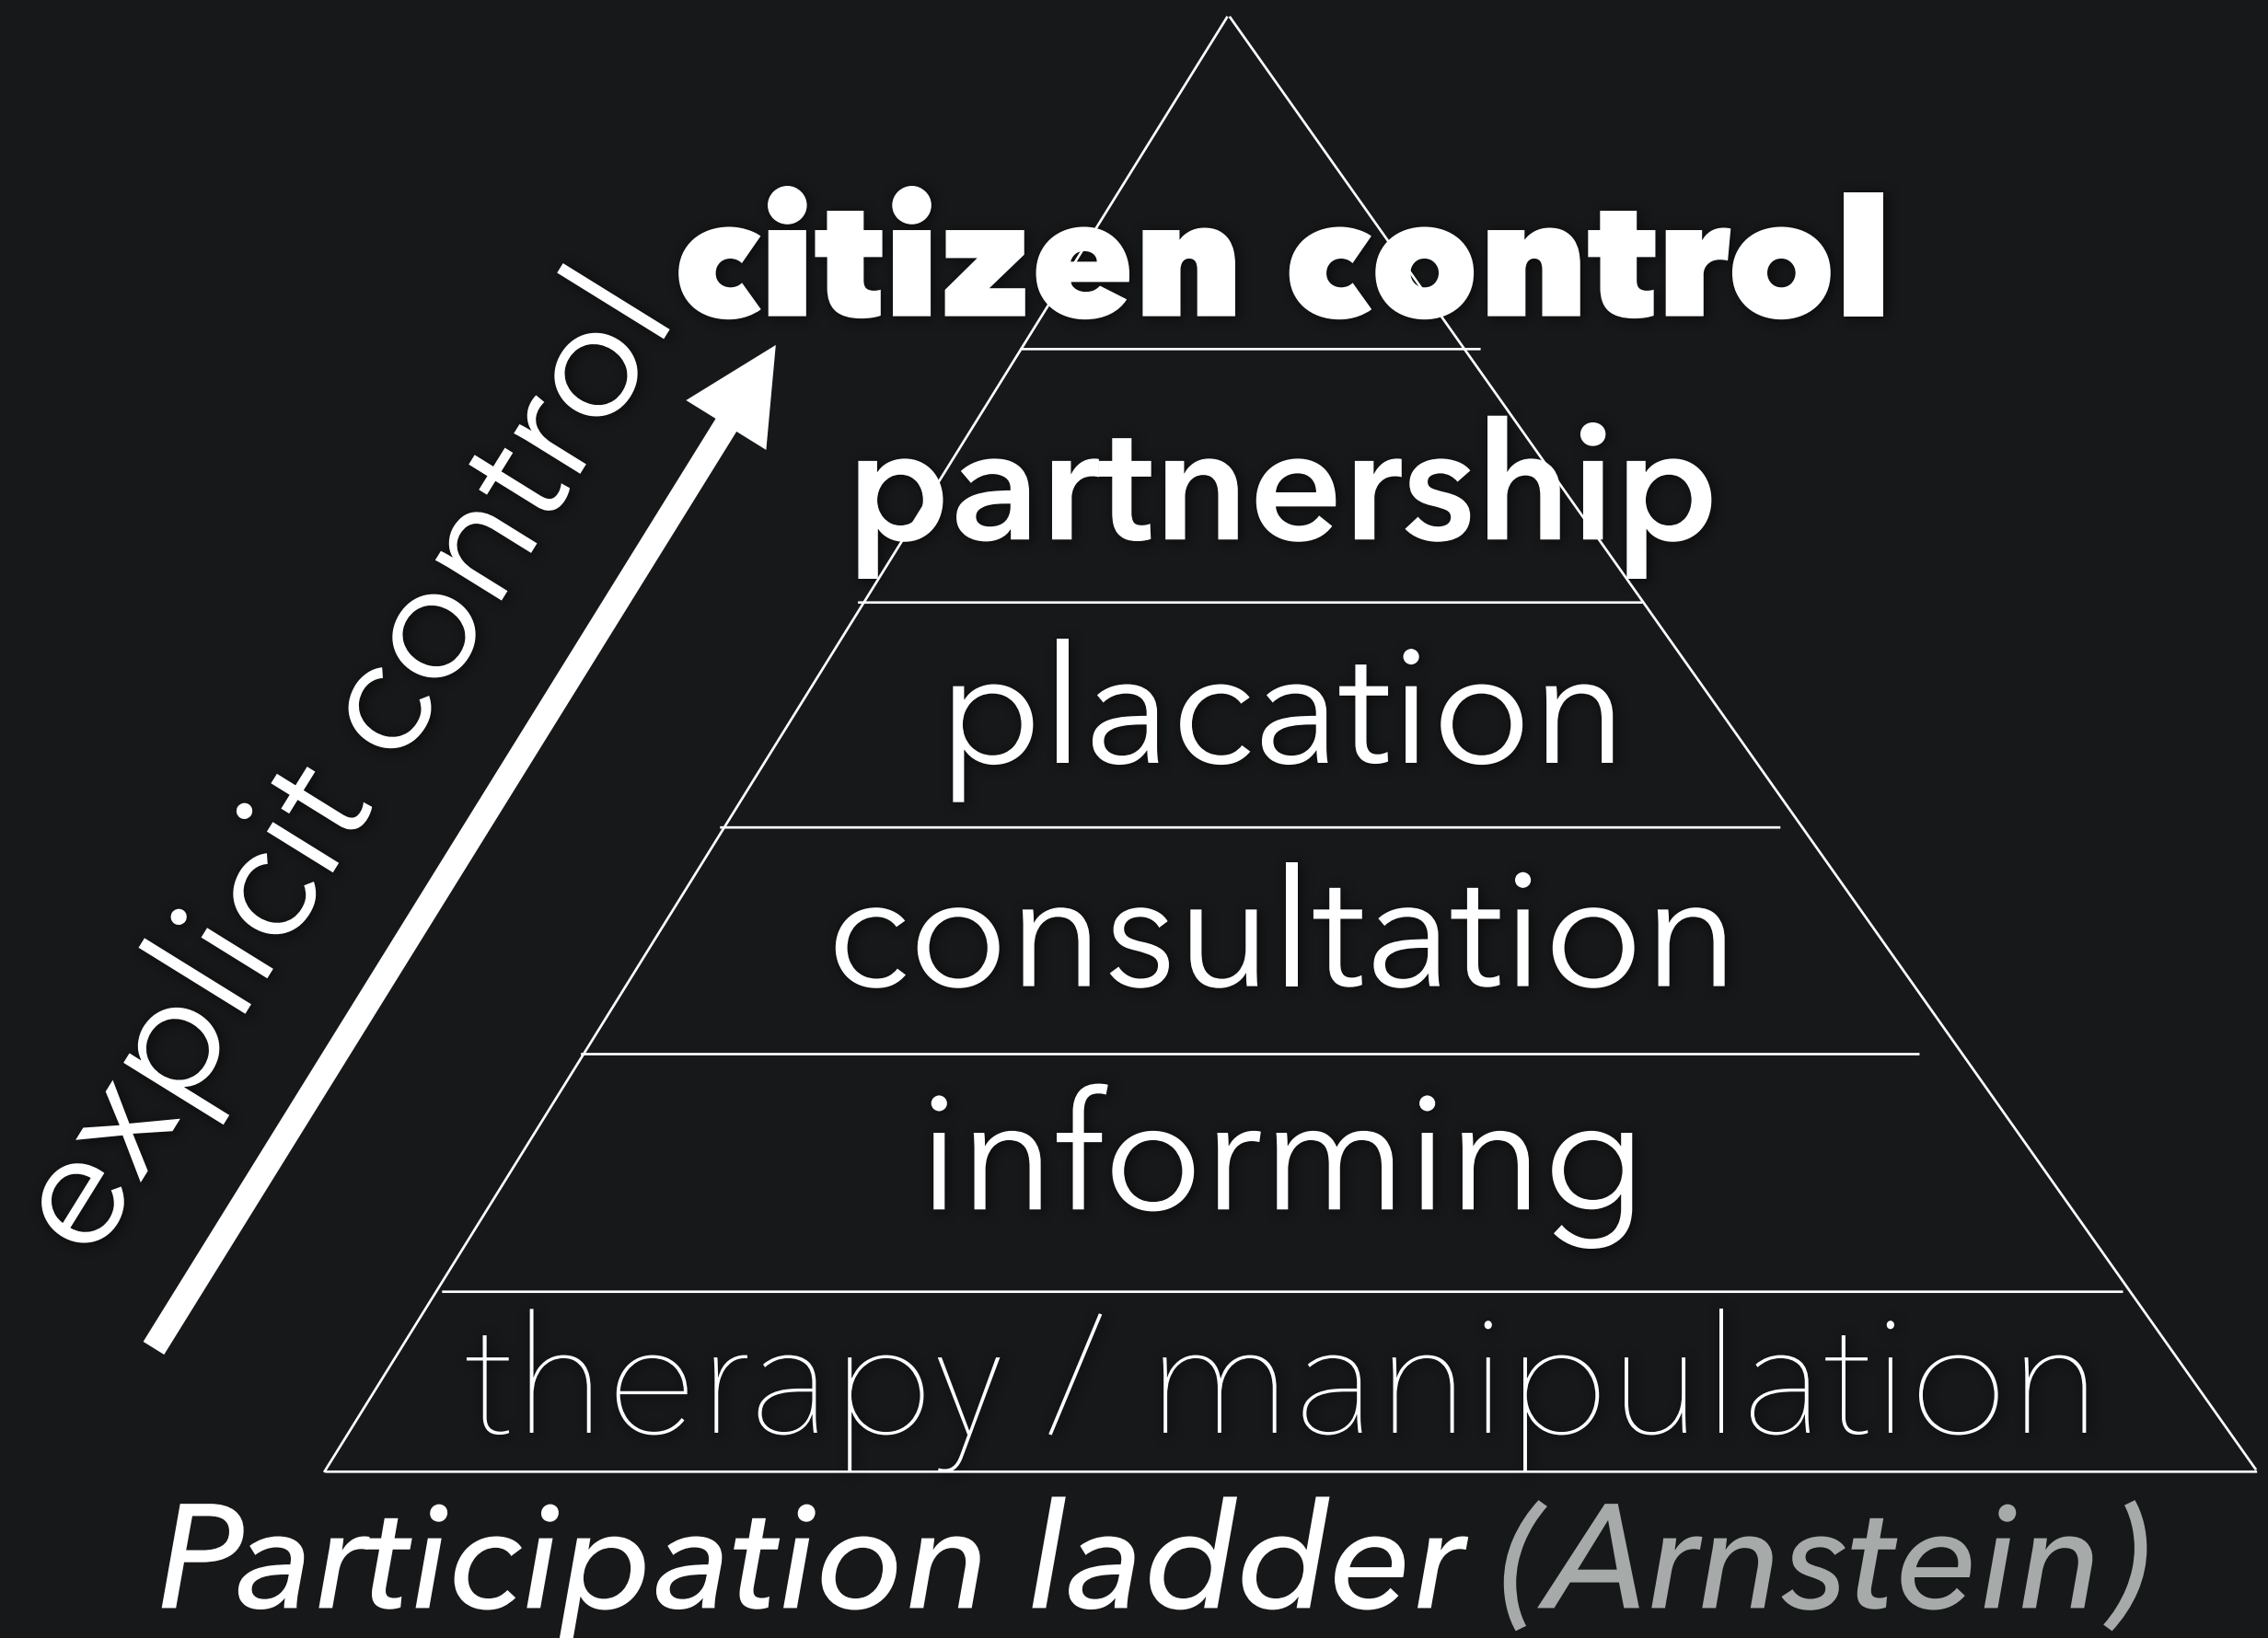 explicit control
citizen control
partnership
placation
consultation
informing
therapy / manipulation
Participation ladder (Arnstein)